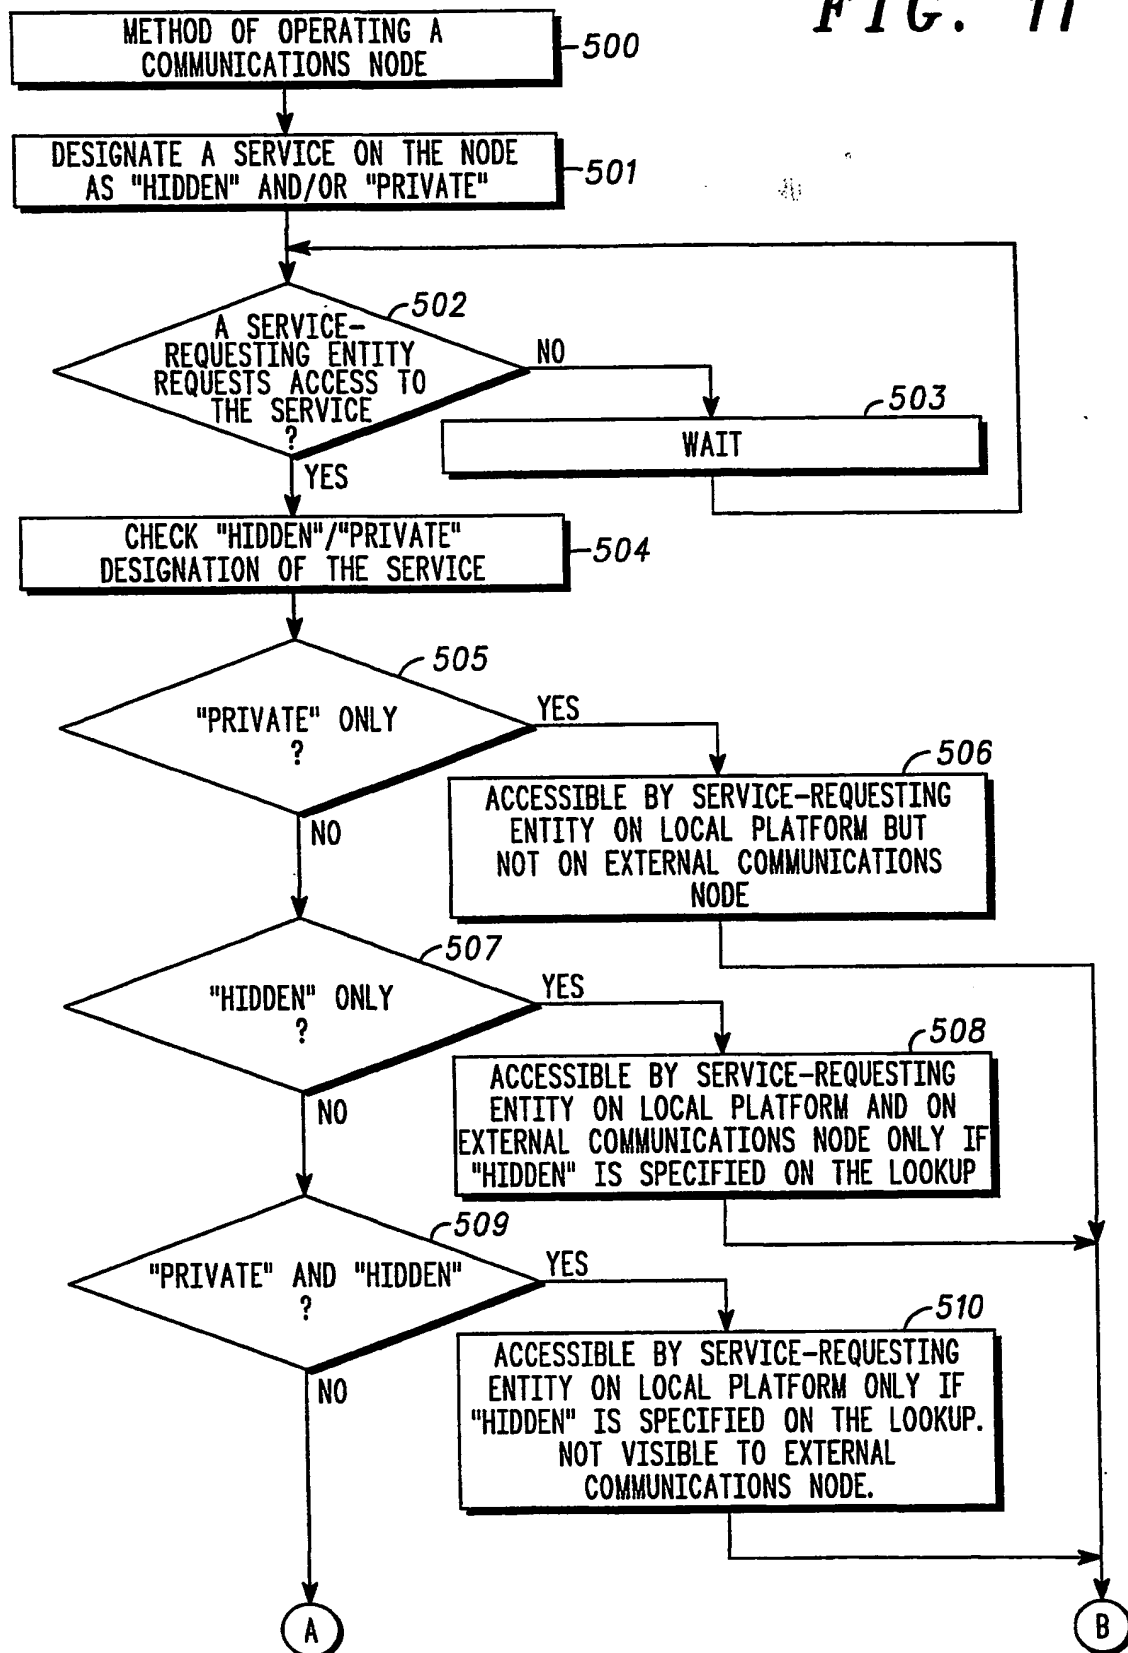 FIG. 11
METHOD OF OPERATING A
COMMUNICATIONS NODE
500
DESIGNATE A SERVICE ON THE NODE
AS "HIDDEN" AND/OR "PRIVATE"
501
502
A SERVICE-
REQUESTING ENTITY
REQUESTS ACCESS TO
THE SERVICE
?
NO
503
WAIT
YES
CHECK "HIDDEN"/"PRIVATE"
DESIGNATION OF THE SERVICE
504
505
"PRIVATE" ONLY
?
YES
506
ACCESSIBLE BY SERVICE-REQUESTING
ENTITY ON LOCAL PLATFORM BUT
NOT ON EXTERNAL COMMUNICATIONS
NODE
NO
507
"HIDDEN" ONLY
?
YES
508
ACCESSIBLE BY SERVICE-REQUESTING
ENTITY ON LOCAL PLATFORM AND ON
EXTERNAL COMMUNICATIONS NODE ONLY IF
"HIDDEN" IS SPECIFIED ON THE LOOKUP
NO
509
"PRIVATE" AND "HIDDEN"
?
YES
510
ACCESSIBLE BY SERVICE-REQUESTING
ENTITY ON LOCAL PLATFORM ONLY IF
"HIDDEN" IS SPECIFIED ON THE LOOKUP.
NOT VISIBLE TO EXTERNAL
COMMUNICATIONS NODE.
NO
A
B